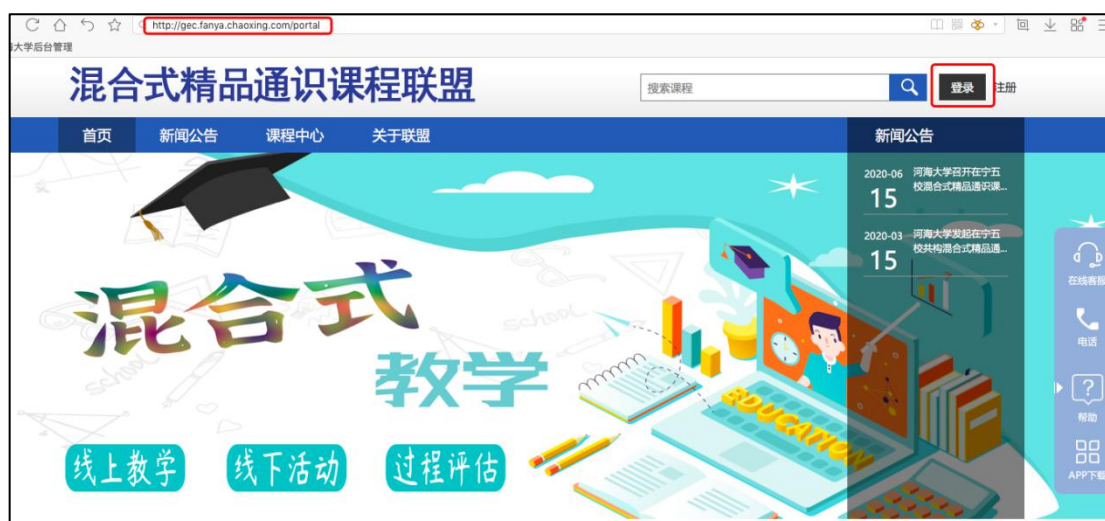 http://gec.fanya.chaoxing.com/portal
大学后台管理
混合式精品通识课程联盟
搜索课程
登录
注册
首页 新闻公告 课程中心 关于联盟
新闻公告
2020-06
15
河海大学召开在宁五
校混合式精品通识课...
2020-03
15
河海大学发起在宁五
校共构混合式精品通...
混合式
教学
school
school
EDUCATION
线上教学 线下活动 过程评估
在线客服
电话
帮助
APP下载